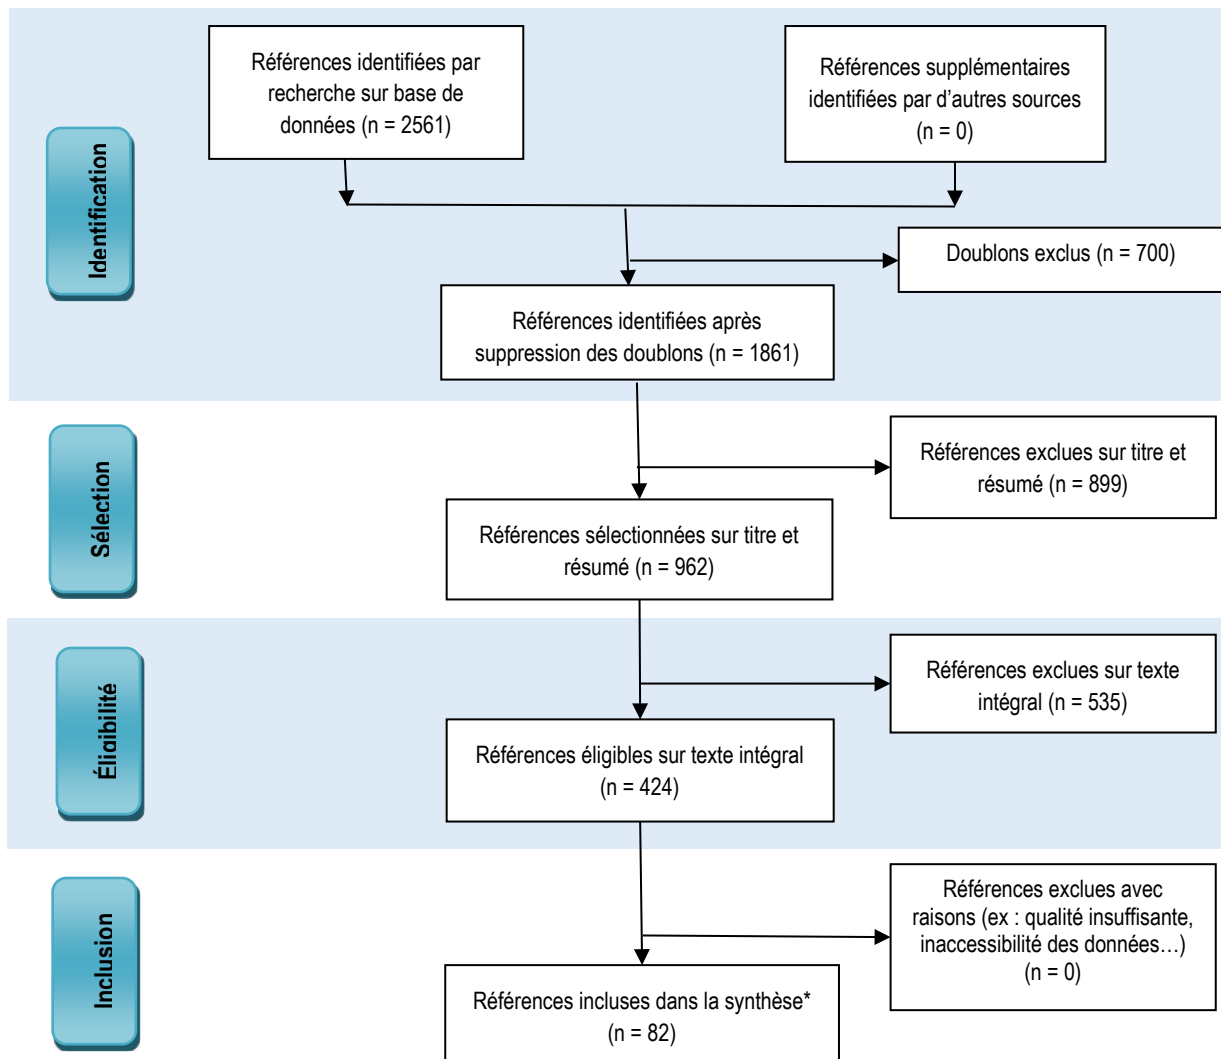 Références identifiées par
recherche sur base de
données (n = 2561)
Références supplémentaires
identifiées par d’autres sources
(n = 0)
Identification
Doublons exclus (n = 700)
Références identifiées après
suppression des doublons (n = 1861)
Sélection
Références exclues sur titre et
résumé (n = 899)
Références sélectionnées sur titre et
résumé (n = 962)
Éligibilité
Références exclues sur texte
intégral (n = 535)
Références éligibles sur texte intégral
(n = 424)
Inclusion
Références exclues avec
raisons (ex : qualité insuffisante,
inaccessibilité des données…)
(n = 0)
Références incluses dans la synthèse*
(n = 82)